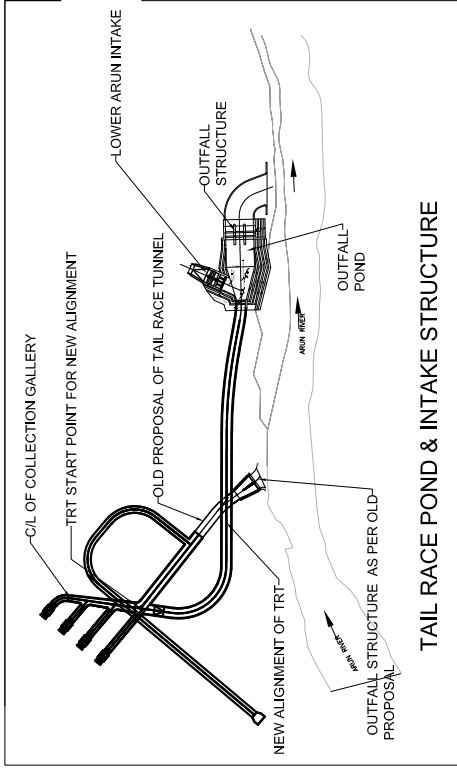 C/L OF COLLECTION GALLERY
TRT START POINT FOR NEW ALIGNMENT
LOWER ARUN INTAKE
OLD PROPOSAL OF TAIL RACE TUNNEL
OUTFALL
STRUCTURE
OUTFALL
POND
ARUN RIVER
NEW ALIGNMENT OF TRT
OUTFALL STRUCTURE AS PER OLD
PROPOSAL
ARUN RIVER
TAIL RACE POND & INTAKE STRUCTURE